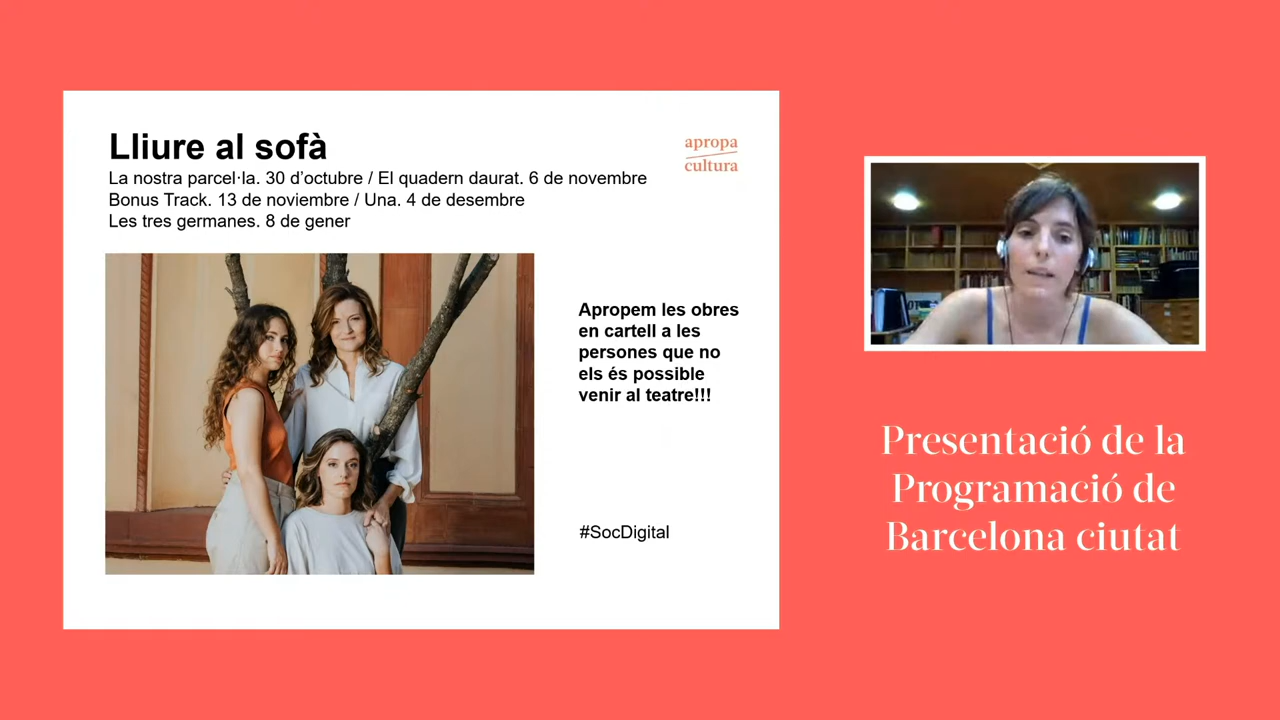 Lliure al sofà
La nostra parcel·la. 30 d’octubre / El quadern daurat. 6 de novembre
Bonus Track. 13 de noviembre / Una. 4 de desembre
Les tres germanes. 8 de gener
apropa
cultura
Apropem les obres
en cartell a les
persones que no
els és possible
venir al teatre!!!
#SocDigital
Presentació de la
Programació de
Barcelona ciutat